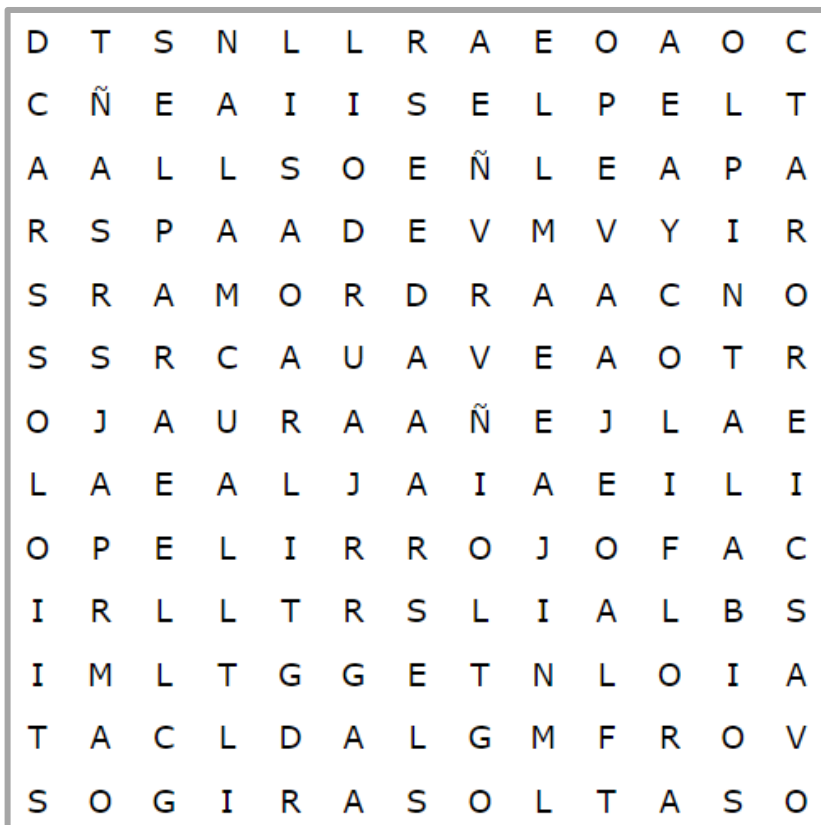 D T S N L L R A E O A O C
C Ñ E A I I S E L P E L T
A A L L S O E Ñ L E A P A
R S P A A D E V M V Y I R
S R A M O R D R A A C N O
S S R C A U A V E A O T R
O J A U R A A Ñ E J L A E
L A E A L J A I A E I L I
O P E L I R R O J O F A C
I R L L T R S L I A L B S
I M L T G G E T N L O I A
T A C L D A L G M F R O V
S O G I R A S O L T A S O